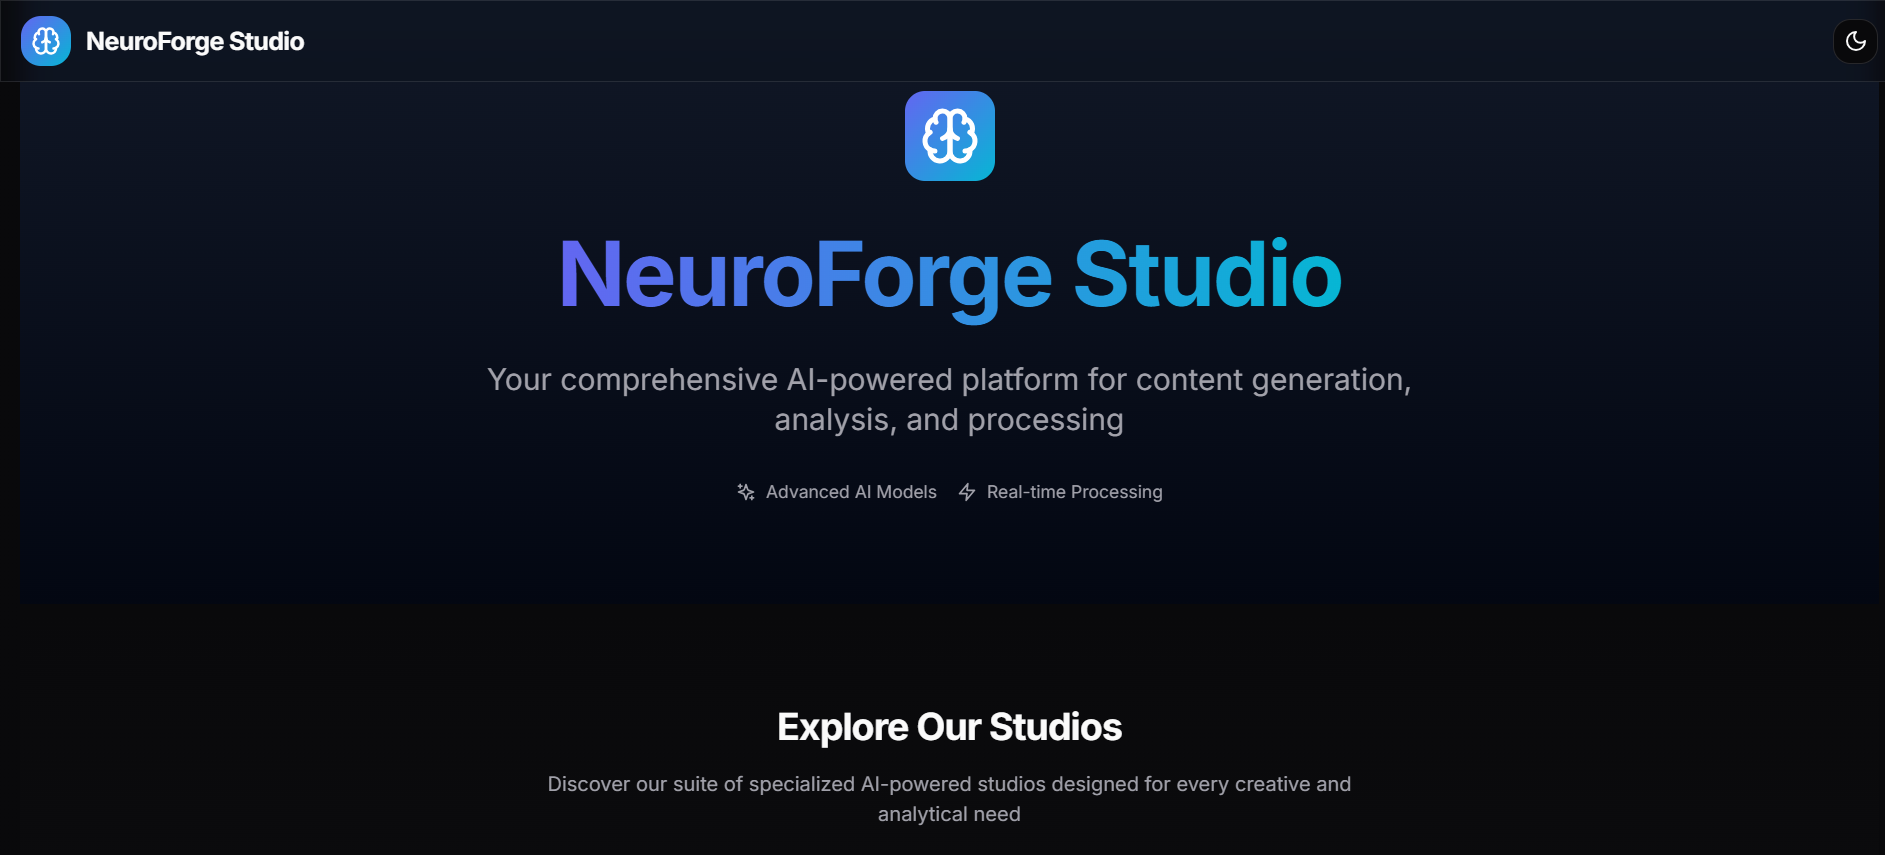 NeuroForge Studio
NeuroForge Studio
Your comprehensive AI-powered platform for content generation,
analysis, and processing
Advanced AI Models Real-time Processing
Explore Our Studios
Discover our suite of specialized AI-powered studios designed for every creative and
analytical need